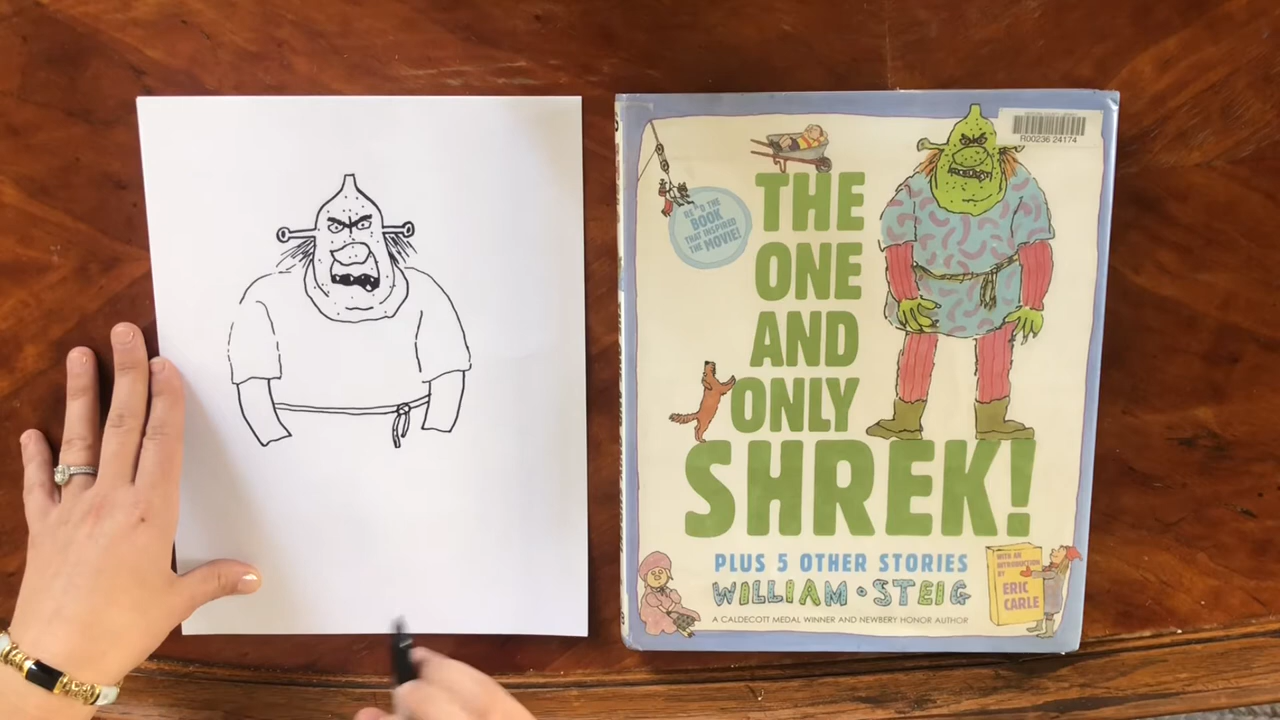 R00236 24174
READ THE
BOOK
THAT INSPIRED
THE MOVIE!
THE
ONE
AND
ONLY
SHREK!
PLUS 5 OTHER STORIES
WILLIAM • STEIG
A CALDECOTT MEDAL WINNER AND NEWBERY HONOR AUTHOR
WITH AN
INTRODUCTION
BY
ERIC
CARLE